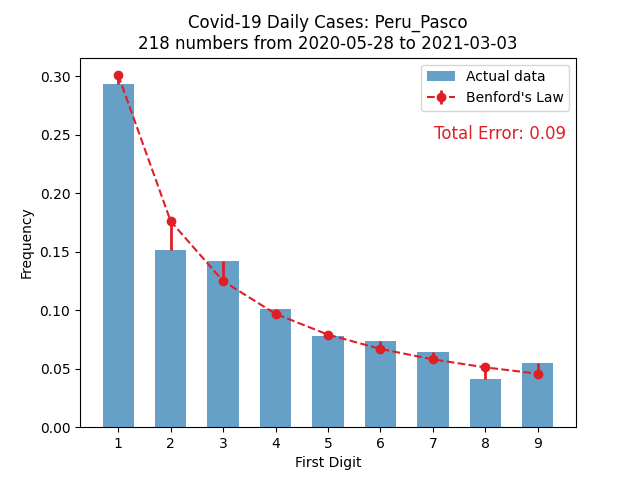 Covid-19 Daily Cases: Peru_Pasco
218 numbers from 2020-05-28 to 2021-03-03
Actual data
Benford's Law
Total Error: 0.09
Frequency
0.30
0.25
0.20
0.15
0.10
0.05
0.00
1 2 3 4 5 6 7 8 9
First Digit